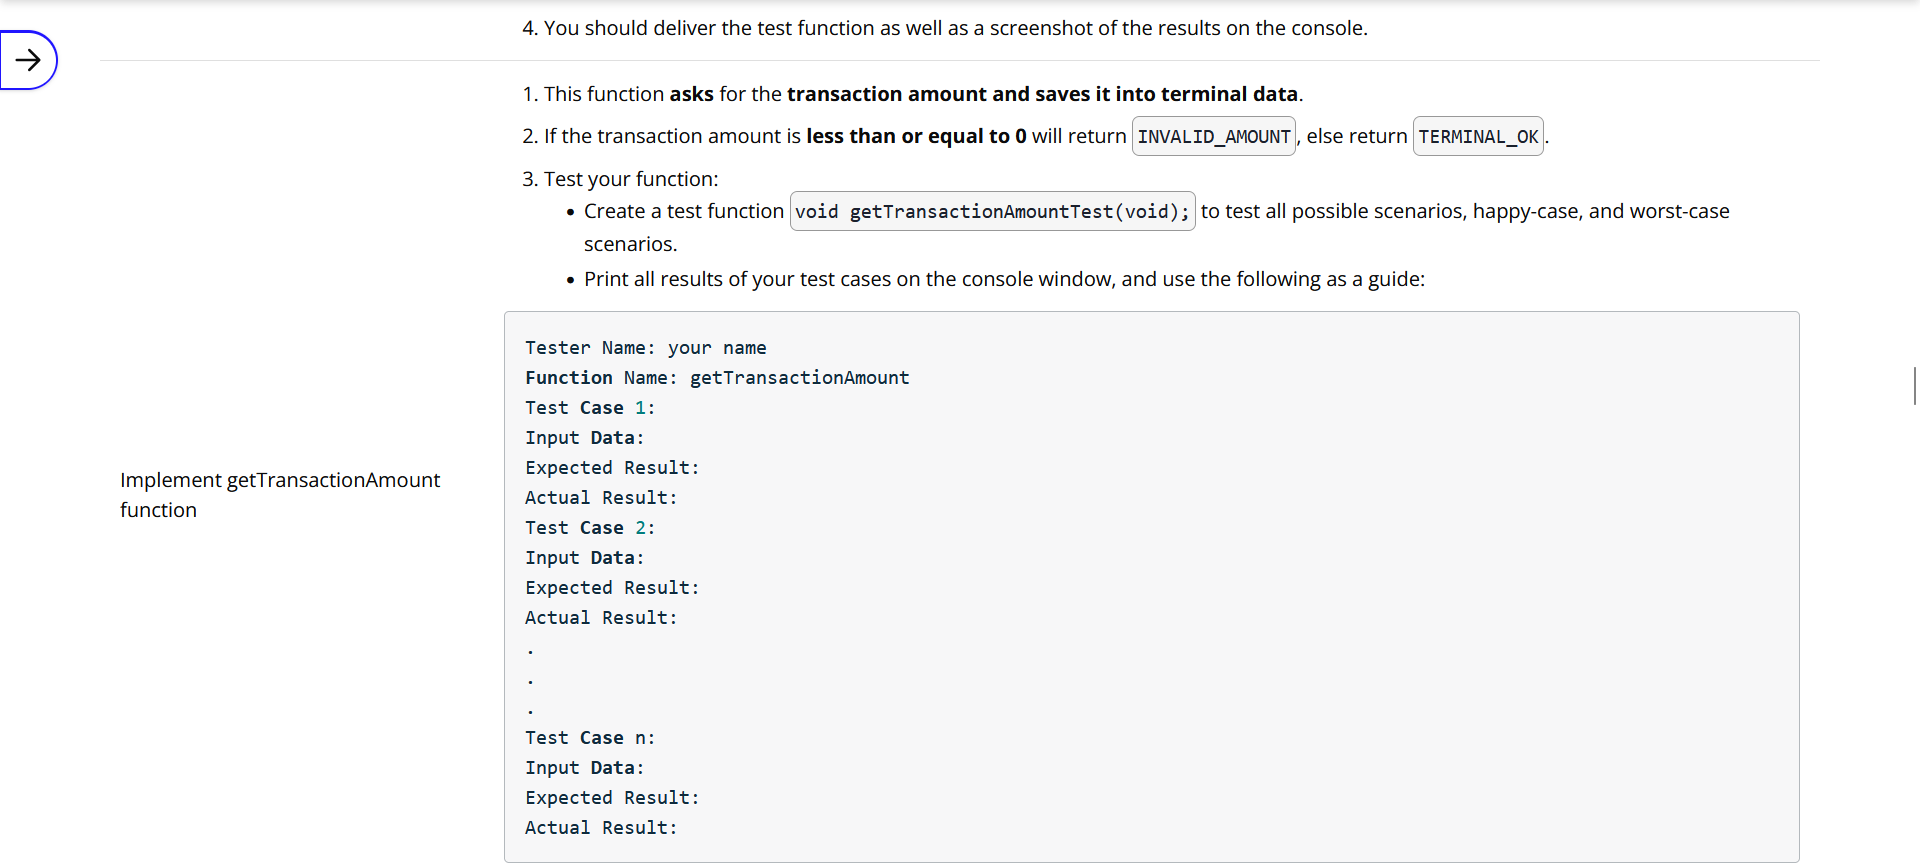 4. You should deliver the test function as well as a screenshot of the results on the console.
1. This function asks for the transaction amount and saves it into terminal data.
2. If the transaction amount is less than or equal to 0 will return INVALID_AMOUNT, else return TERMINAL_OK.
3. Test your function:
• Create a test function void getTransactionAmountTest(void); to test all possible scenarios, happy-case, and worst-case
scenarios.
• Print all results of your test cases on the console window, and use the following as a guide:
Implement getTransactionAmount
function
Tester Name: your name
Function Name: getTransactionAmount
Test Case 1:
Input Data:
Expected Result:
Actual Result:
Test Case 2:
Input Data:
Expected Result:
Actual Result:
.
.
.
Test Case n:
Input Data:
Expected Result:
Actual Result: